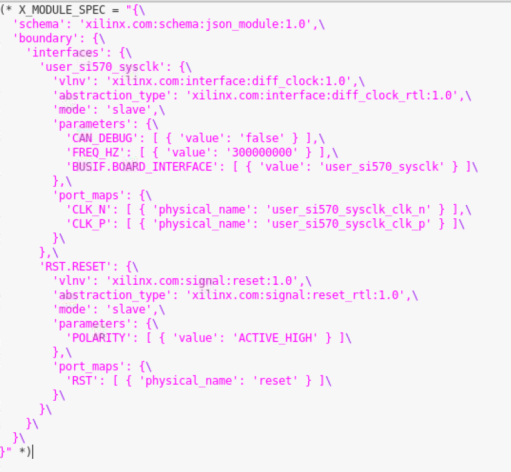 (* X_MODULE_SPEC = "{\
  'schema': 'xilinx.com:schema:json_module:1.0',\
  'boundary': {\
    'interfaces': {\
      'user_si570_sysclk': {\
        'vlnv': 'xilinx.com:interface:diff_clock:1.0',\
        'abstraction_type': 'xilinx.com:interface:diff_clock_rtl:1.0',\
        'mode': 'slave',\
        'parameters': {\
          'CAN_DEBUG': [ { 'value': 'false' } ],\
          'FREQ_HZ': [ { 'value': '300000000' } ],\
          'BUSIF.BOARD_INTERFACE': [ { 'value': 'user_si570_sysclk' } ]\
        },\
        'port_maps': {\
          'CLK_N': [ { 'physical_name': 'user_si570_sysclk_clk_n' } ],\
          'CLK_P': [ { 'physical_name': 'user_si570_sysclk_clk_p' } ]\
        }\
      },\
      'RST.RESET': {\
        'vlnv': 'xilinx.com:signal:reset:1.0',\
        'abstraction_type': 'xilinx.com:signal:reset_rtl:1.0',\
        'mode': 'slave',\
        'parameters': {\
          'POLARITY': [ { 'value': 'ACTIVE_HIGH' } ]\
        },\
        'port_maps': {\
          'RST': [ { 'physical_name': 'reset' } ]\
        }\
      }\
    }\
  }\
}" *)